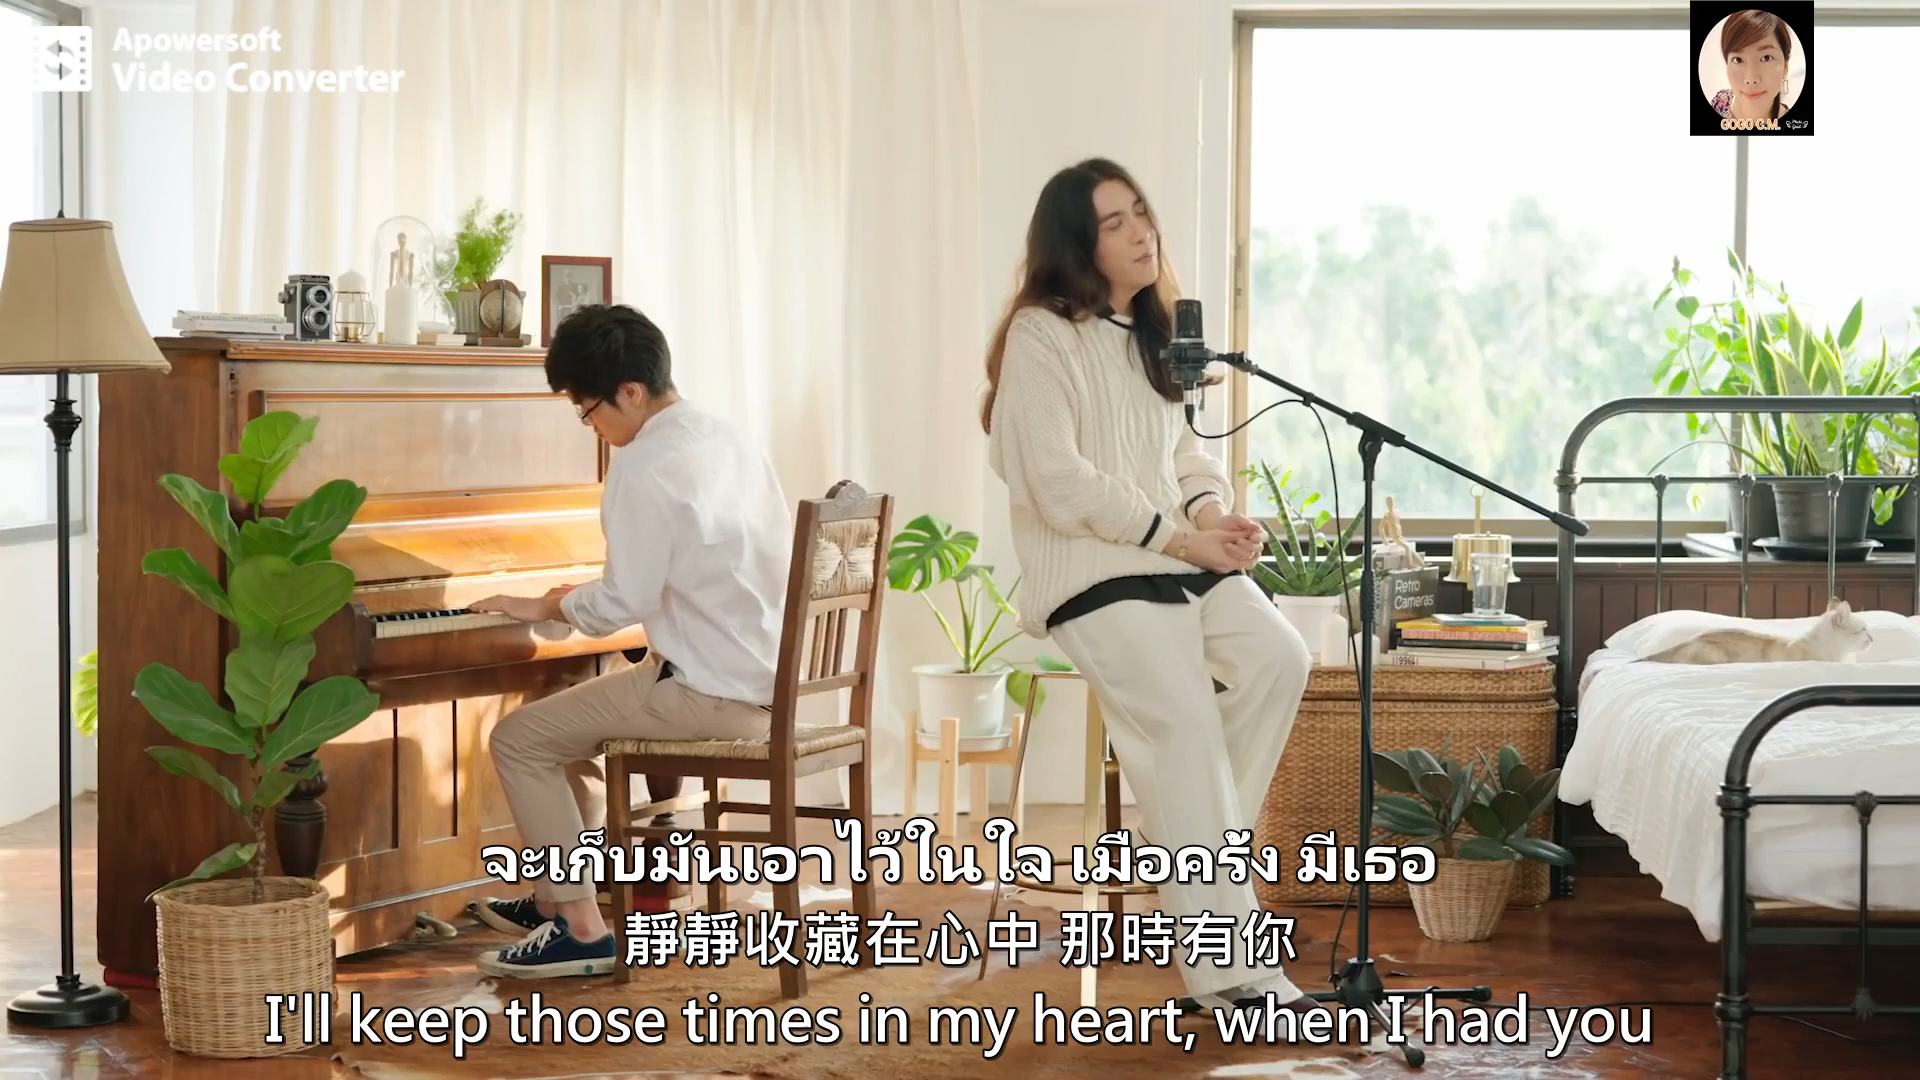 Apowersoft
Video Converter
GOGO C.M.
Retro
Cameras
จะเก็บมันเอาไว้ในใจ เมื่อครั้ง มีเธอ
靜靜收藏在心中 那時有你
I'll keep those times in my heart, when I had you